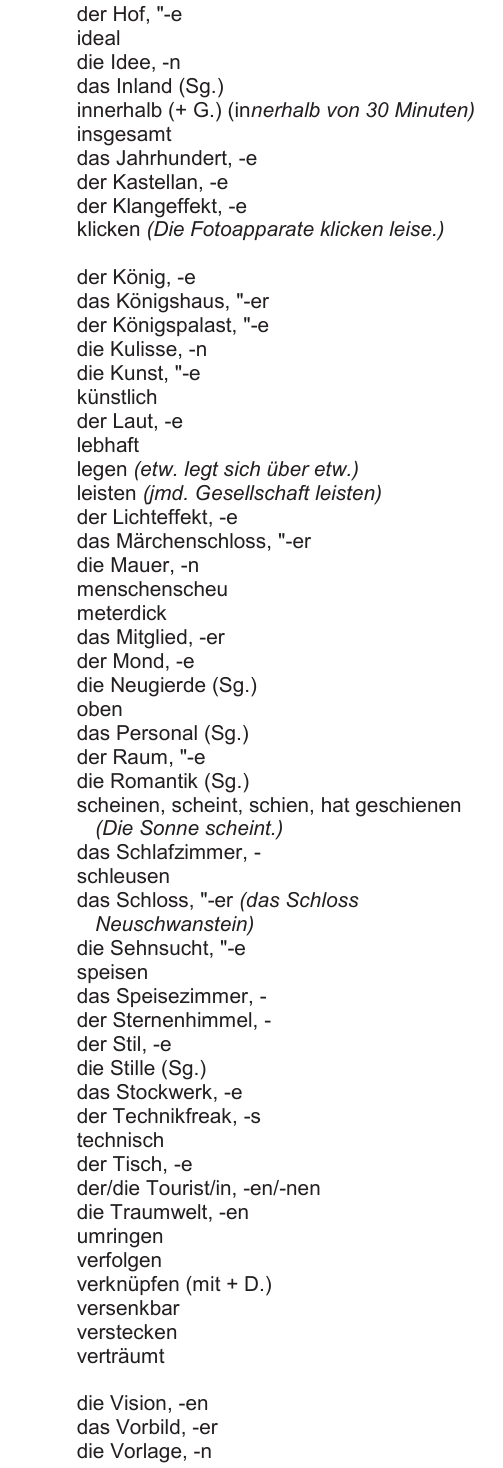 der Hof, "-e
ideal
die Idee, -n
das Inland (Sg.)
innerhalb (+ G.) (innerhalb von 30 Minuten)
insgesamt
das Jahrhundert, -e
der Kastellan, -e
der Klangeffekt, -e
klicken (Die Fotoapparate klicken leise.)
der König, -e
das Königshaus, "-er
der Königspalast, "-e
die Kulisse, -n
die Kunst, "-e
künstlich
der Laut, -e
lebhaft
legen (etw. legt sich über etw.)
leisten (jmd. Gesellschaft leisten)
der Lichteffekt, -e
das Märchenschloss, "-er
die Mauer, -n
menschenscheu
meterdick
das Mitglied, -er
der Mond, -e
die Neugierde (Sg.)
oben
das Personal (Sg.)
der Raum, "-e
die Romantik (Sg.)
scheinen, scheint, schien, hat geschienen
(Die Sonne scheint.)
das Schlafzimmer, -
schleusen
das Schloss, "-er (das Schloss
Neuschwanstein)
die Sehnsucht, "-e
speisen
das Speisezimmer, -
der Sternenhimmel, -
der Stil, -e
die Stille (Sg.)
das Stockwerk, -e
der Technikfreak, -s
technisch
der Tisch, -e
der/die Tourist/in, -en/-nen
die Traumwelt, -en
umringen
verfolgen
verknüpfen (mit + D.)
versenkbar
verstecken
verträumt
die Vision, -en
das Vorbild, -er
die Vorlage, -n